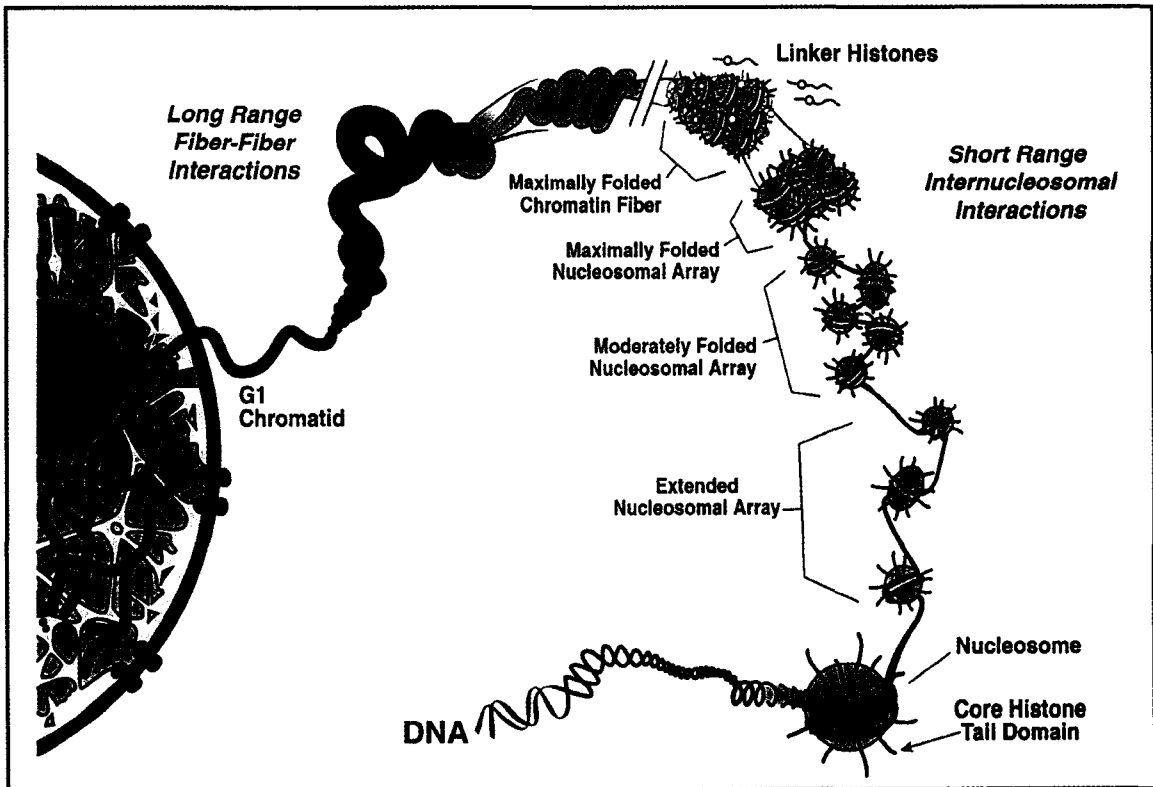 Linker Histones
Long Range
Fiber-Fiber
Interactions
Short Range
Internucleosomal
Interactions
Maximally Folded
Chromatin Fiber
Maximally Folded
Nucleosomal Array
Moderately Folded
Nucleosomal Array
G1
Chromatid
Extended
Nucleosomal Array
Nucleosome
Core Histone
Tail Domain
DNA